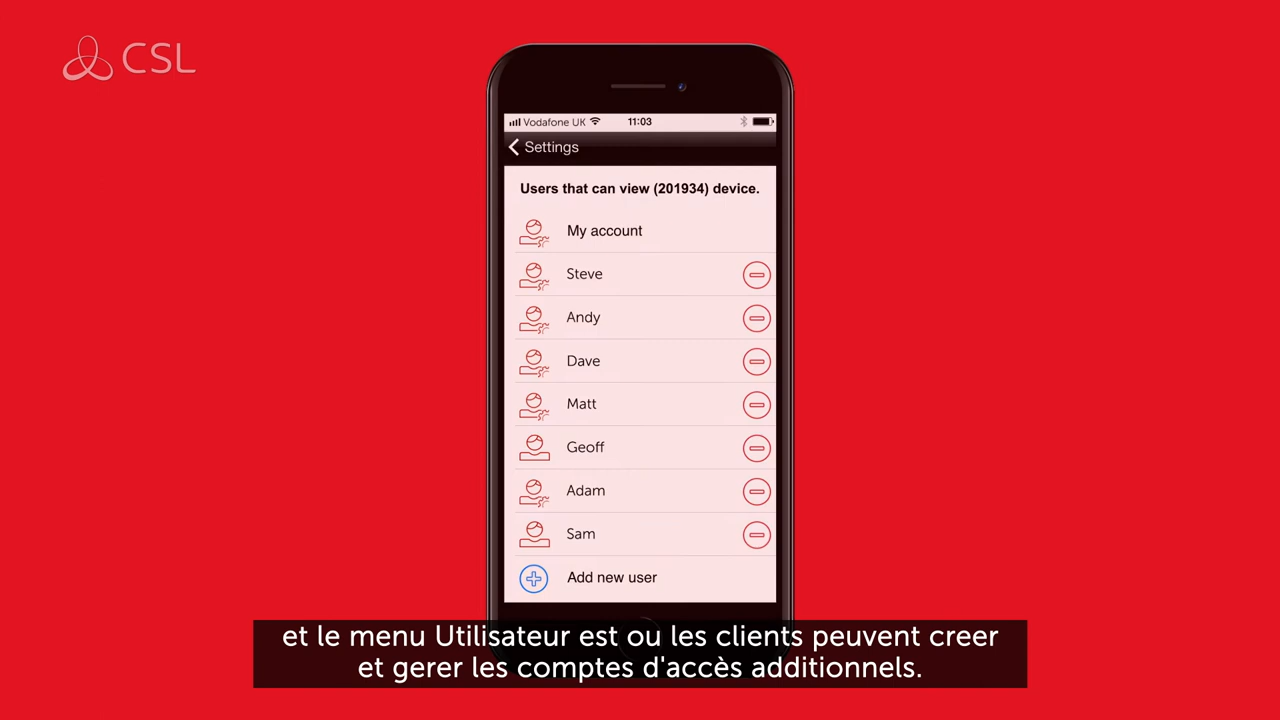 CSL
Vodafone UK
11:03
Settings
Users that can view (201934) device.
My account
Steve
Andy
Dave
Matt
Geoff
Adam
Sam
Add new user
et le menu Utilisateur est ou les clients peuvent creer
et gerer les comptes d'accès additionnels.